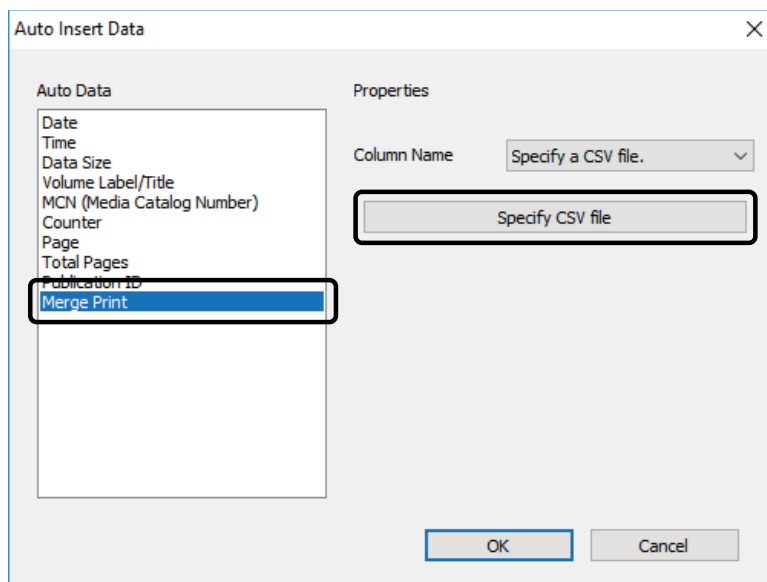 Auto Insert Data
Auto Data
Date
Time
Data Size
Volume Label/Title
MCN (Media Catalog Number)
Counter
Page
Total Pages
Publication ID
Merge Print
Properties
Column Name
Specify a CSV file.
Specify CSV file
OK
Cancel